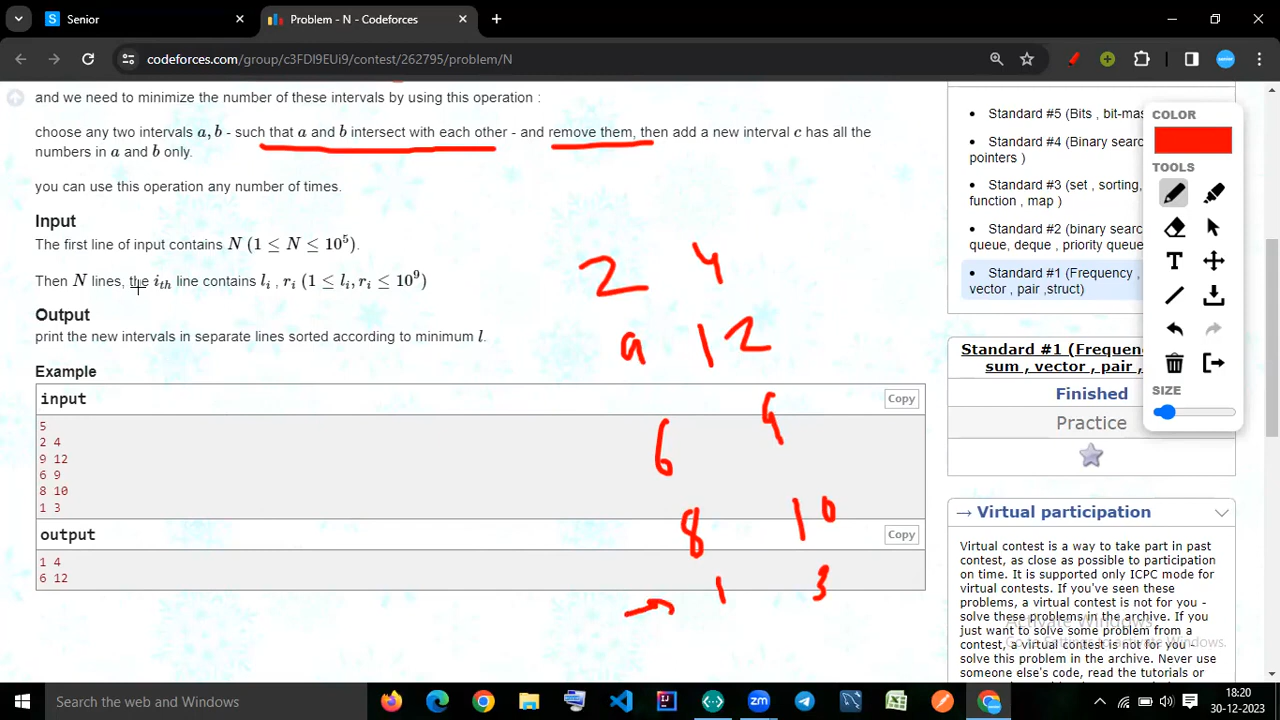 Senior
Problem - N - Codeforces
codeforces.com/group/c3FDI9EUi9/contest/262795/problem/N
and we need to minimize the number of these intervals by using this operation :
choose any two intervals a, b - such that a and b intersect with each other - and remove them, then add a new interval c has all the
numbers in a and b only.
you can use this operation any number of times.
Input
The first line of input contains N (1 ≤ N ≤ 10^5).
Then N lines, the i_th line contains l_i , r_i (1 ≤ l_i, r_i ≤ 10^9)
Output
print the new intervals in separate lines sorted according to minimum l.
Example
input
Copy
5
2 4
9 12
6 9
8 10
1 3
output
Copy
1 4
6 12
2 4
9 12
6 9
8 10
1 3
Standard #5 (Bits , bit-mas
Standard #4 (Binary searc
pointers )
Standard #3 (set , sorting,
function , map )
Standard #2 (binary searc
queue, deque , priority queue
Standard #1 (Frequency ,
vector , pair ,struct)
Standard #1 (Frequenc
sum , vector , pair ,
Finished
Practice
→ Virtual participation
Virtual contest is a way to take part in past
contest, as close as possible to participation
on time. It is supported only ICPC mode for
virtual contests. If you've seen these
problems, a virtual contest is not for you -
solve these problems in the archive. If you
just want to solve some problem from a
contest, a virtual contest is not for you -
solve this problem in the archive. Never use
someone else's code, read the tutorials or
COLOR
TOOLS
T
SIZE
Activate Windows
Go to Settings to activate Windows.
Search the web and Windows
zm
18:20
30-12-2023